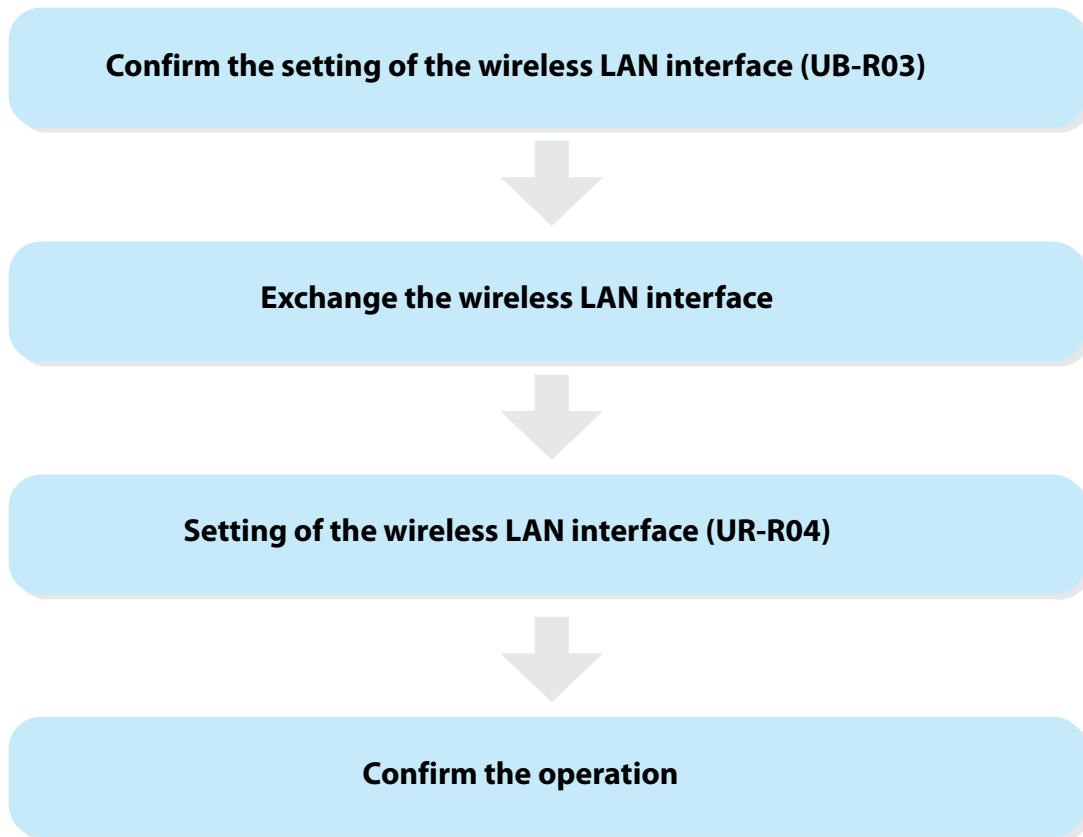 Confirm the setting of the wireless LAN interface (UB-R03)
Exchange the wireless LAN interface
Setting of the wireless LAN interface (UR-R04)
Confirm the operation